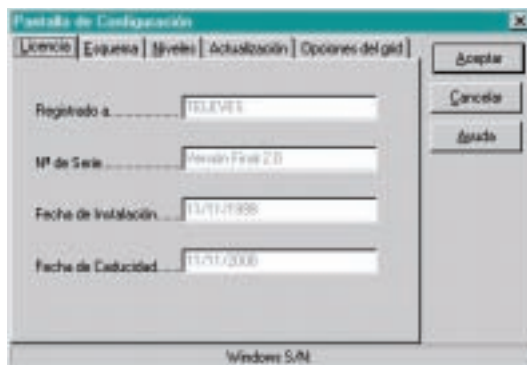 Pantalla de Configuración
Licencia Esquema Niveles Actualización Opciones del grid
Aceptar
Cancelar
Ayuda
Registrado a TELEVES
Nº de Serie Versión Final 2.0
Fecha de Instalación 11/11/1998
Fecha de Caducidad 11/11/2008
Windows S/N: